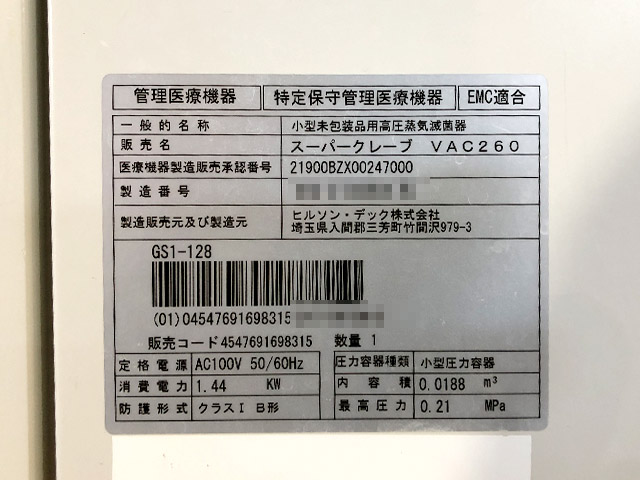 管理医療機器 特定保守管理医療機器 EMC適合
一般的名称 小型未包装品用高圧蒸気滅菌器
販売名 スーパークレーブ VAC260
医療機器製造販売承認番号 21900BZX00247000
製造番号
製造販売元及び製造元 ヒルソン・デック株式会社
埼玉県入間郡三芳町竹間沢979-3
GS1-128
(01)04547691698315
販売コード4547691698315 数量 1
定格電源 AC100V 50/60Hz 圧力容器種類 小型圧力容器
消費電力 1.44 KW 内容積 0.0188 m³
防護形式 クラスI B形 最高圧力 0.21 MPa